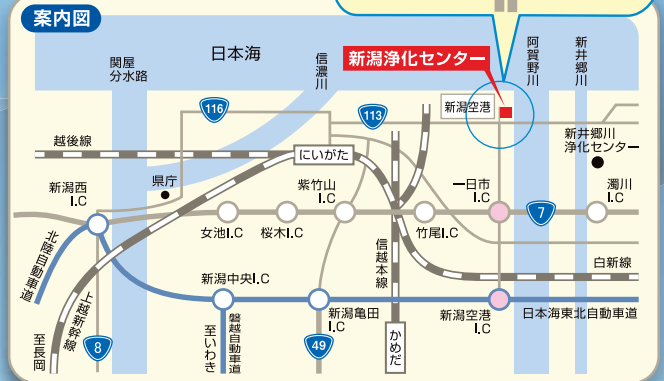 案内図
日本海
関屋
分水路
信濃川
新潟浄化センター
阿賀野川
新井郷川
116
113
新潟空港
新井郷川
浄化センター
越後線
にいがた
新潟西
I.C
県庁
紫竹山
I.C
一日市
I.C
濁川
I.C
女池I.C
桜木I.C
竹尾I.C
7
北陸自動車道
信越本線
白新線
新潟中央I.C
上越新幹線
至長岡
8
至いわき
磐越自動車道
新潟亀田
I.C
49
かめだ
新潟空港
I.C
日本海東北自動車道